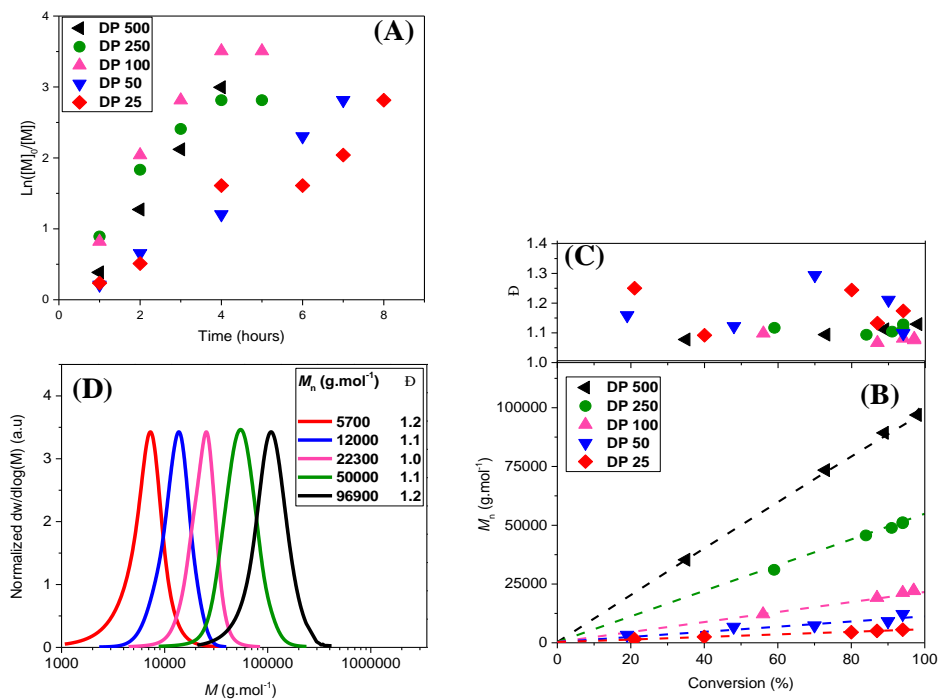 (A)
DP 500
DP 250
DP 100
DP 50
DP 25
4
3
2
1
0
Ln([M]₀/[M])
0 2 4 6 8
Time (hours)
(C)
1.4
1.3
1.2
1.1
1.0
Đ
(D)
Mₙ (g.mol⁻¹) Đ
5700 1.2
12000 1.1
22300 1.0
50000 1.1
96900 1.2
4
3
2
1
0
Normalized dw/dlog(M) (a.u)
1000 10000 100000 1000000
M (g.mol⁻¹)
(B)
DP 500
DP 250
DP 100
DP 50
DP 25
100000
75000
50000
25000
0
Mₙ (g.mol⁻¹)
0 20 40 60 80 100
Conversion (%)